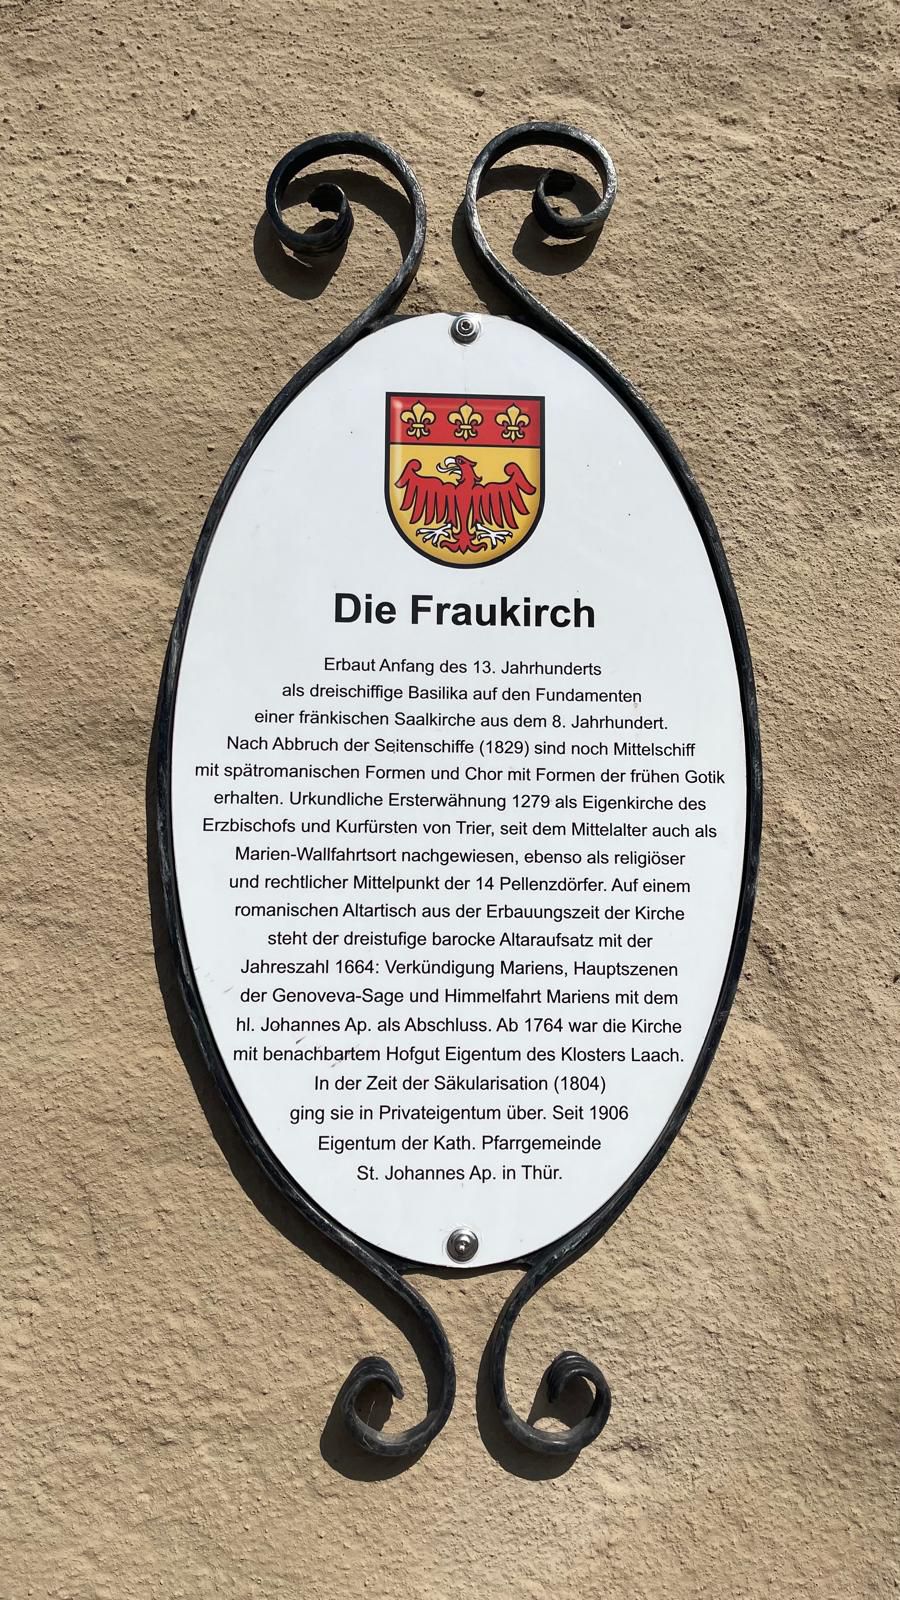 Die Fraukirch
Erbaut Anfang des 13. Jahrhunderts
als dreischiffige Basilika auf den Fundamenten
einer fränkischen Saalkirche aus dem 8. Jahrhundert.
Nach Abbruch der Seitenschiffe (1829) sind noch Mittelschiff
mit spätromanischen Formen und Chor mit Formen der frühen Gotik
erhalten. Urkundliche Ersterwähnung 1279 als Eigenkirche des
Erzbischofs und Kurfürsten von Trier, seit dem Mittelalter auch als
Marien-Wallfahrtsort nachgewiesen, ebenso als religiöser
und rechtlicher Mittelpunkt der 14 Pellenzdörfer. Auf einem
romanischen Altartisch aus der Erbauungszeit der Kirche
steht der dreistufige barocke Altaraufsatz mit der
Jahreszahl 1664: Verkündigung Mariens, Hauptszenen
der Genoveva-Sage und Himmelfahrt Mariens mit dem
hl. Johannes Ap. als Abschluss. Ab 1764 war die Kirche
mit benachbartem Hofgut Eigentum des Klosters Laach.
In der Zeit der Säkularisation (1804)
ging sie in Privateigentum über. Seit 1906
Eigentum der Kath. Pfarrgemeinde
St. Johannes Ap. in Thür.